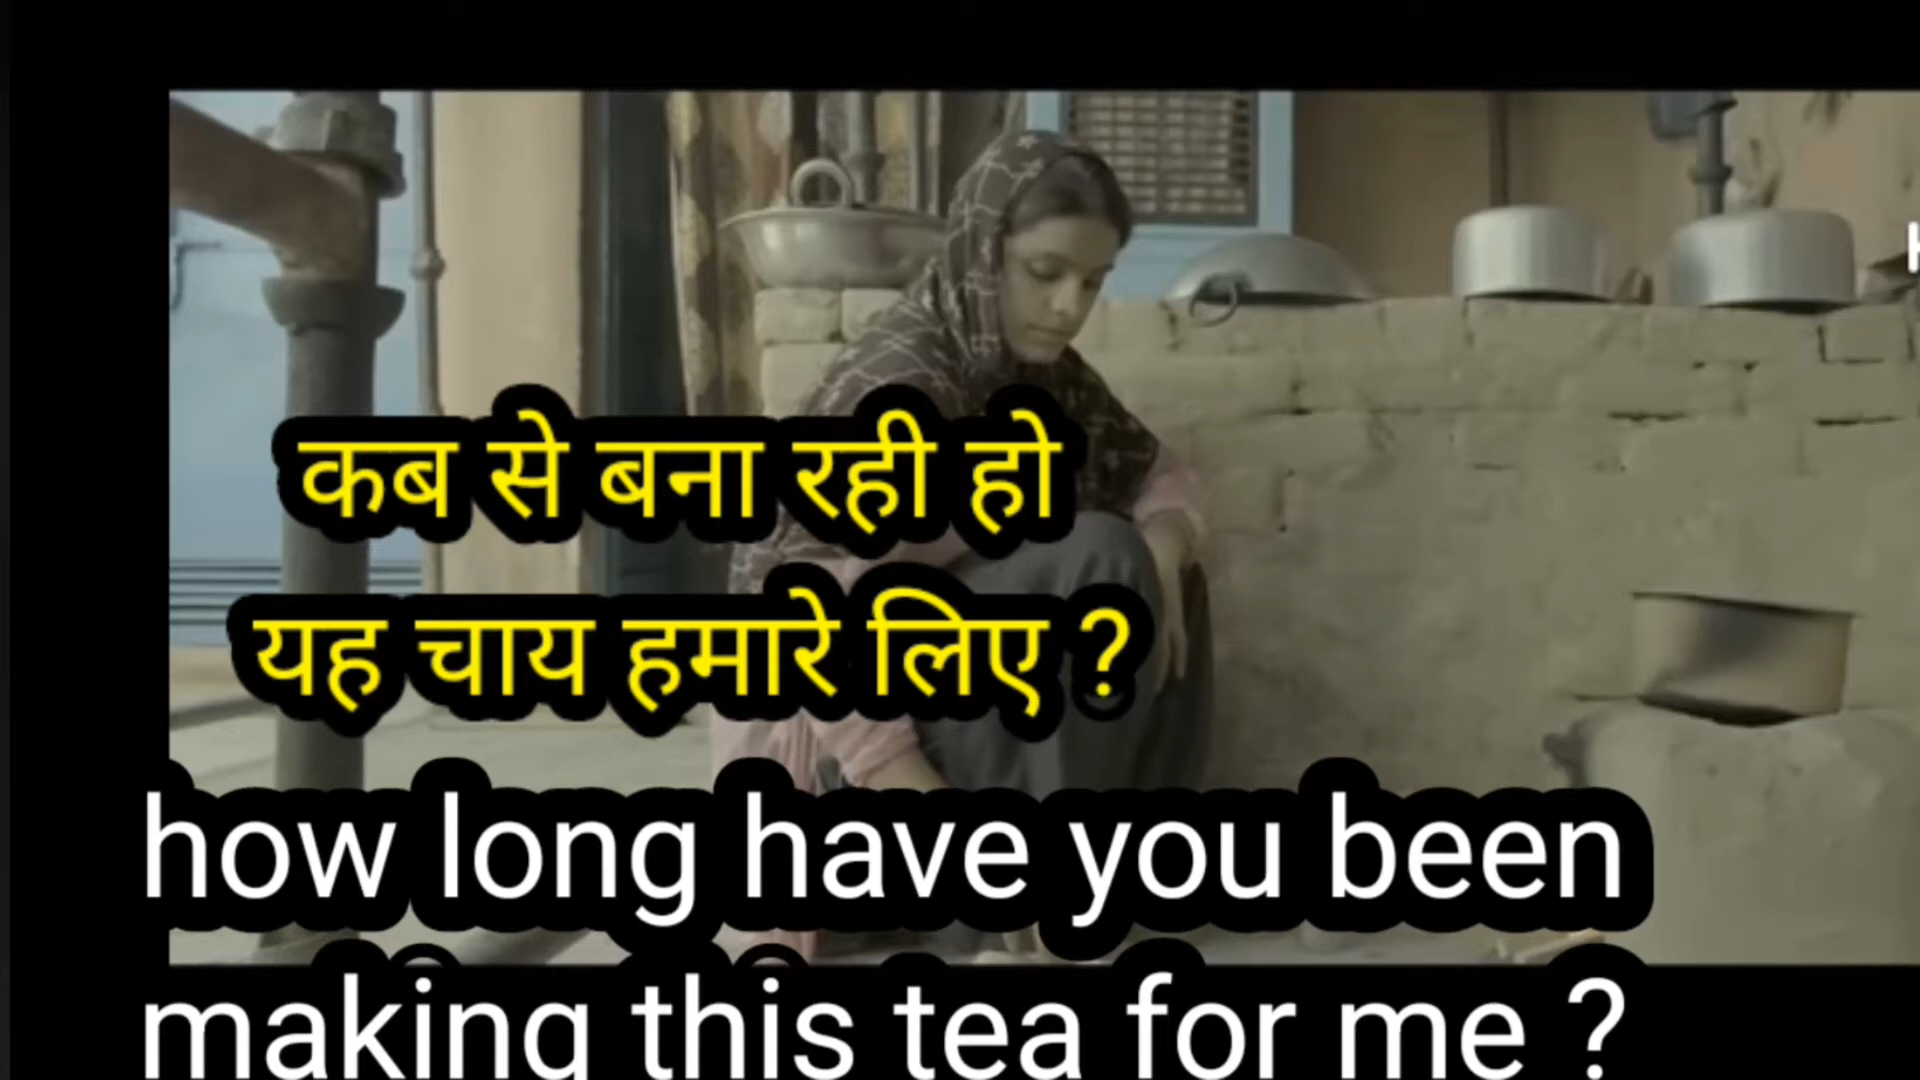 कब से बना रही हो
यह चाय हमारे लिए ?
how long have you been
making this tea for me ?